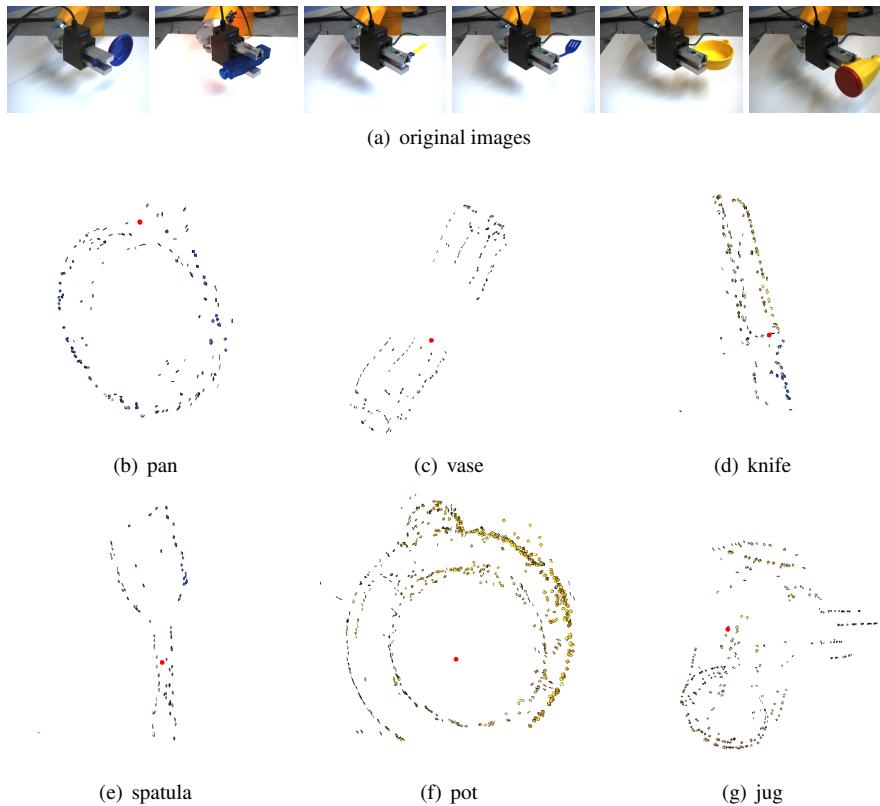 (a) original images
(b) pan
(c) vase
(d) knife
(e) spatula
(f) pot
(g) jug